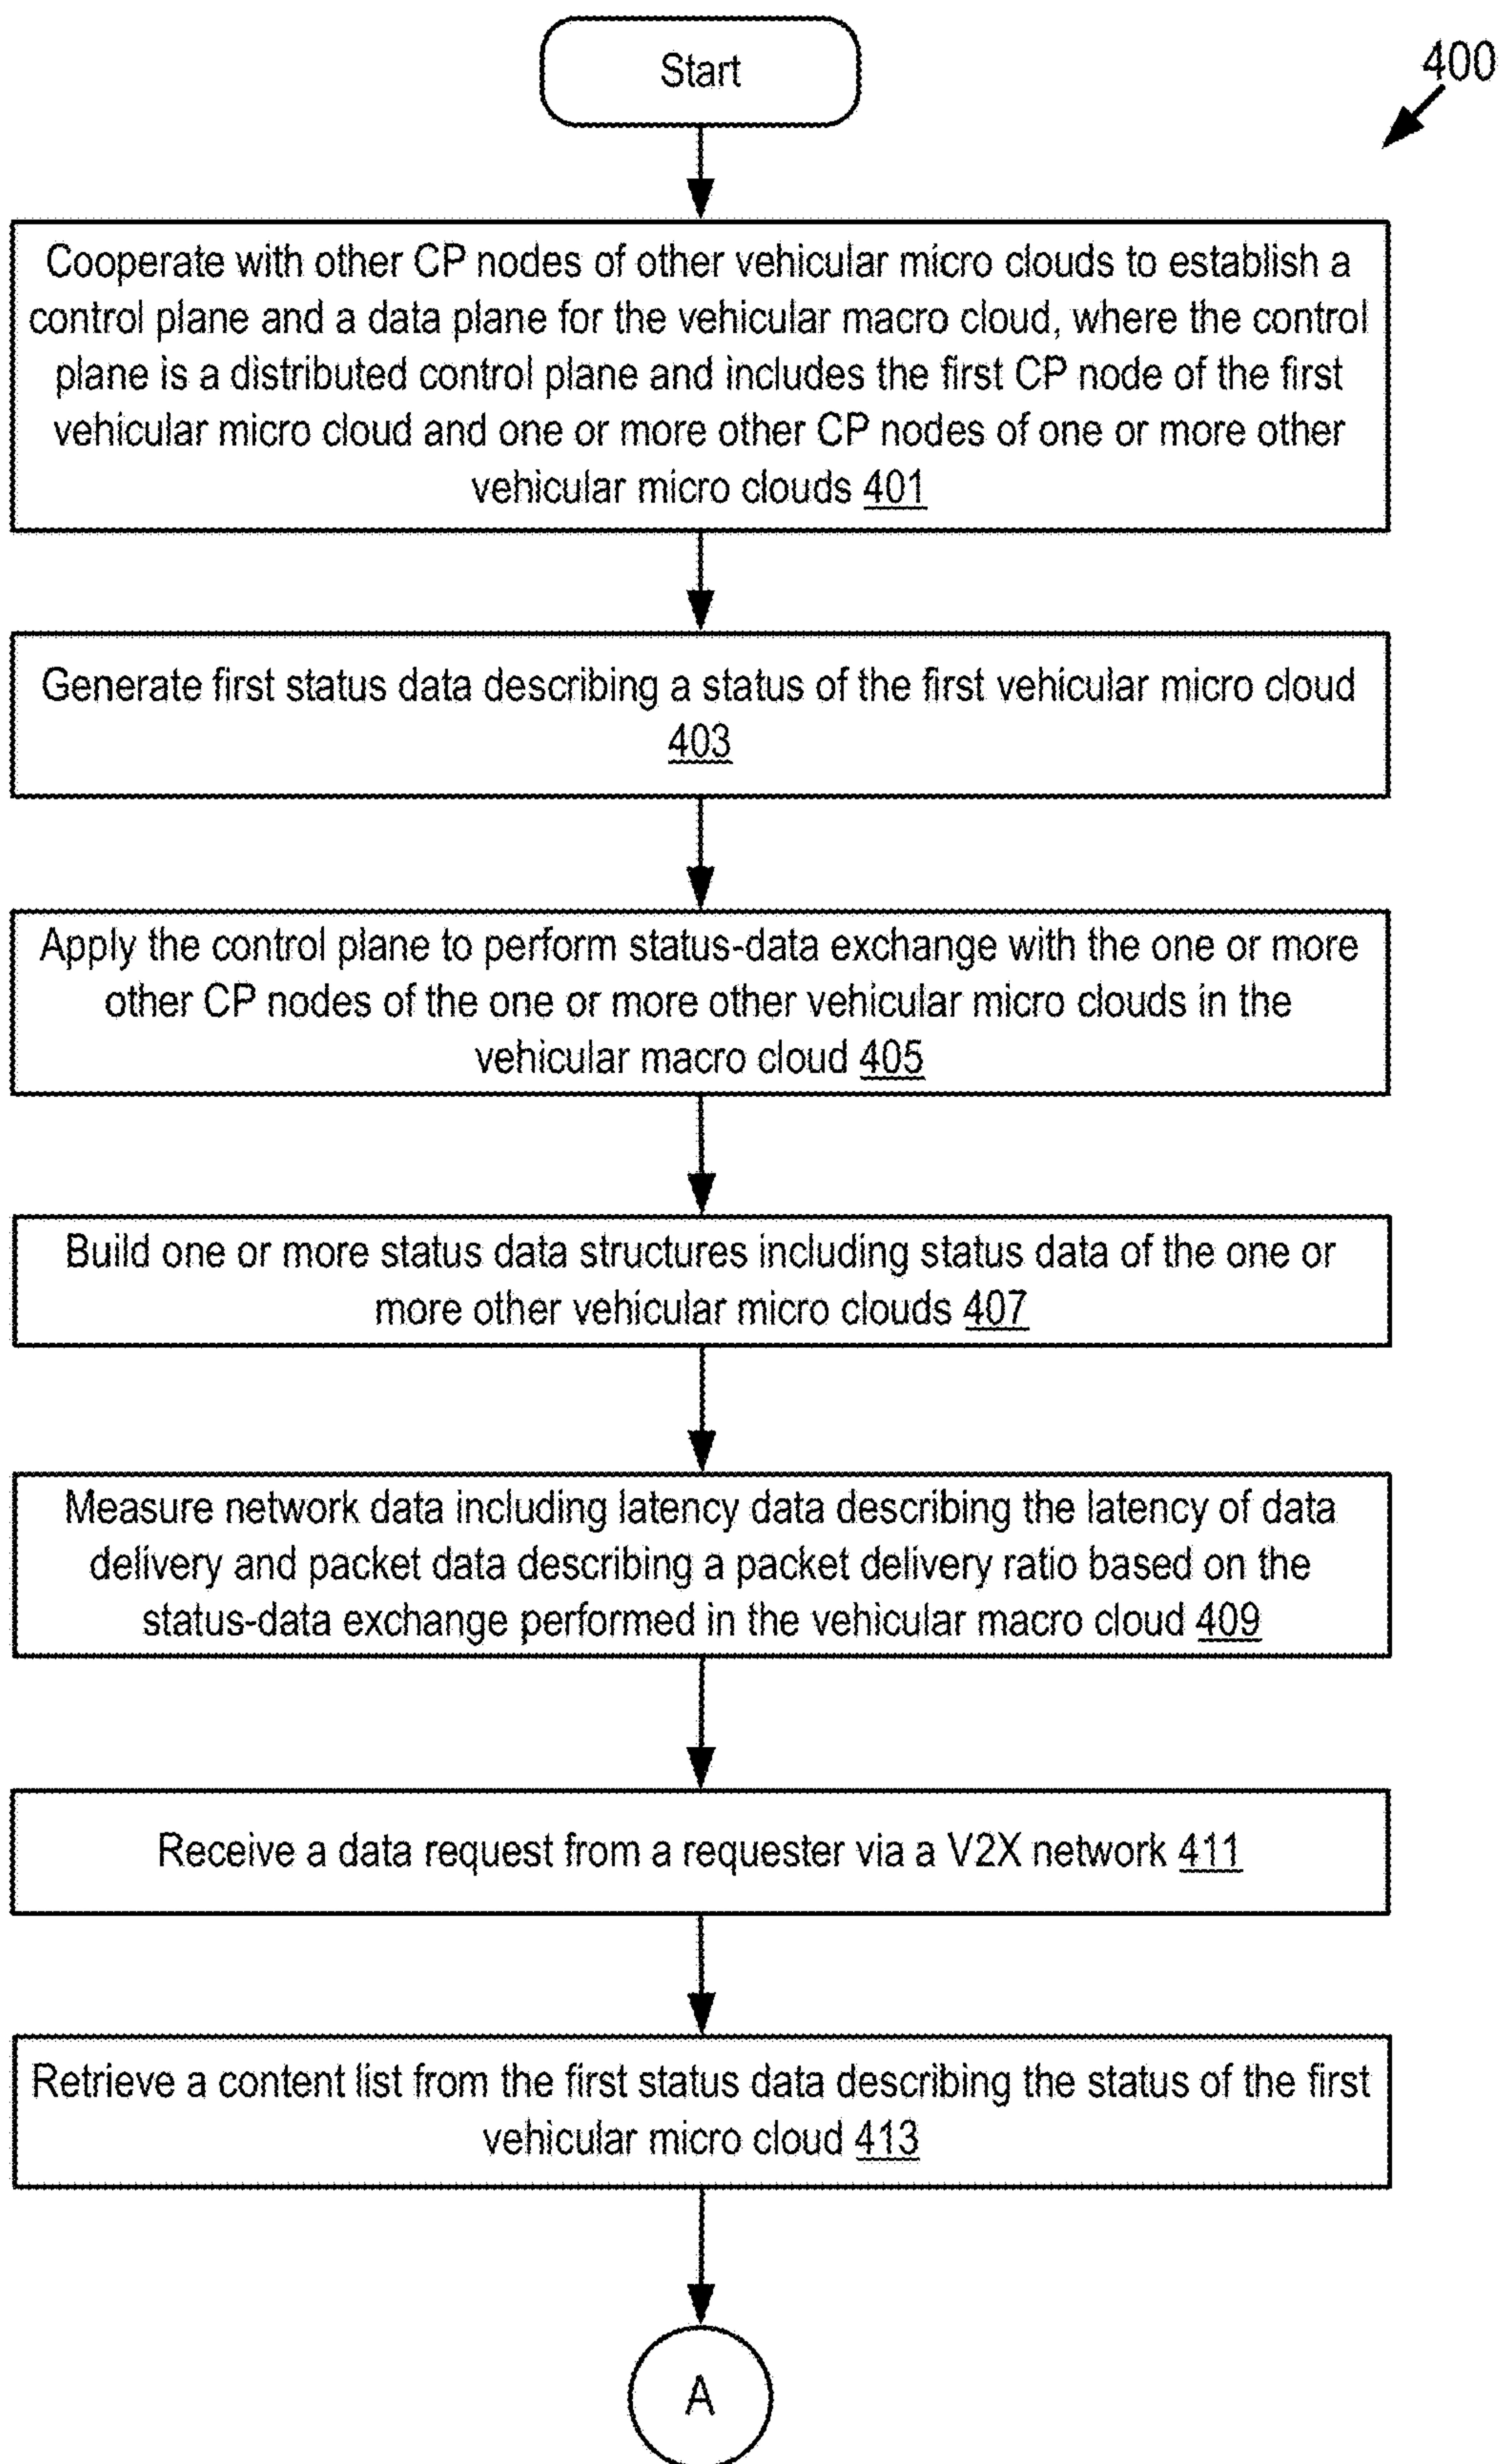 Start
400
Cooperate with other CP nodes of other vehicular micro clouds to establish a
control plane and a data plane for the vehicular macro cloud, where the control
plane is a distributed control plane and includes the first CP node of the first
vehicular micro cloud and one or more other CP nodes of one or more other
vehicular micro clouds 401
Generate first status data describing a status of the first vehicular micro cloud
403
Apply the control plane to perform status-data exchange with the one or more
other CP nodes of the one or more other vehicular micro clouds in the
vehicular macro cloud 405
Build one or more status data structures including status data of the one or
more other vehicular micro clouds 407
Measure network data including latency data describing the latency of data
delivery and packet data describing a packet delivery ratio based on the
status-data exchange performed in the vehicular macro cloud 409
Receive a data request from a requester via a V2X network 411
Retrieve a content list from the first status data describing the status of the first
vehicular micro cloud 413
A